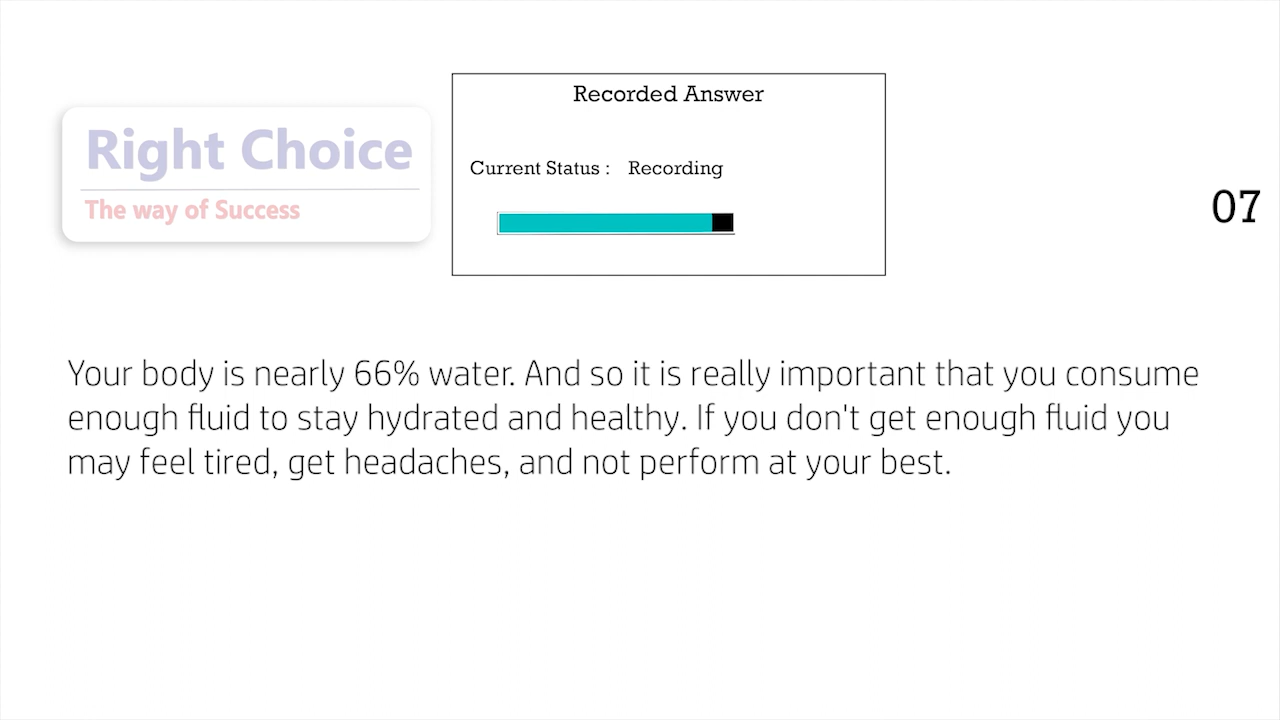 Right Choice
The way of Success
Recorded Answer
Current Status : Recording
07
Your body is nearly 66% water. And so it is really important that you consume
enough fluid to stay hydrated and healthy. If you don't get enough fluid you
may feel tired, get headaches, and not perform at your best.